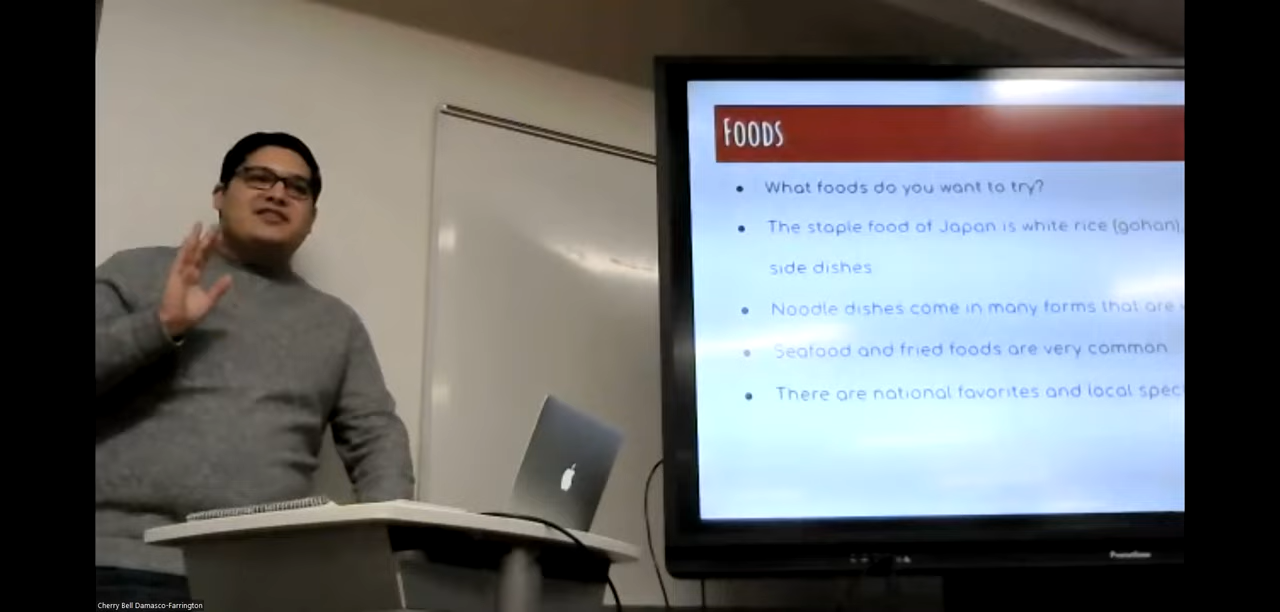 FOODS
What foods do you want to try?
The staple food of Japan is white rice (gohan),
side dishes
Noodle dishes come in many forms that are
Seafood and fried foods are very common
There are national favorites and local spec
Promethean
Cherry Bell Damasco-Farrington